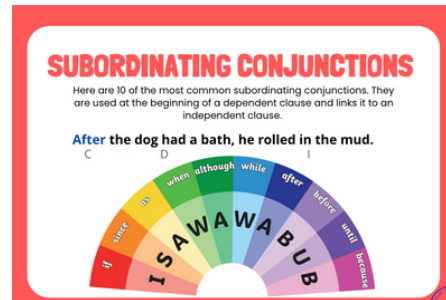 SUBORDINATING CONJUNCTIONS
Here are 10 of the most common subordinating conjunctions. They
are used at the beginning of a dependent clause and links it to an
independent clause.
After the dog had a bath, he rolled in the mud.
C D I
if since as when although while after before until because
I S A W A W A B U B